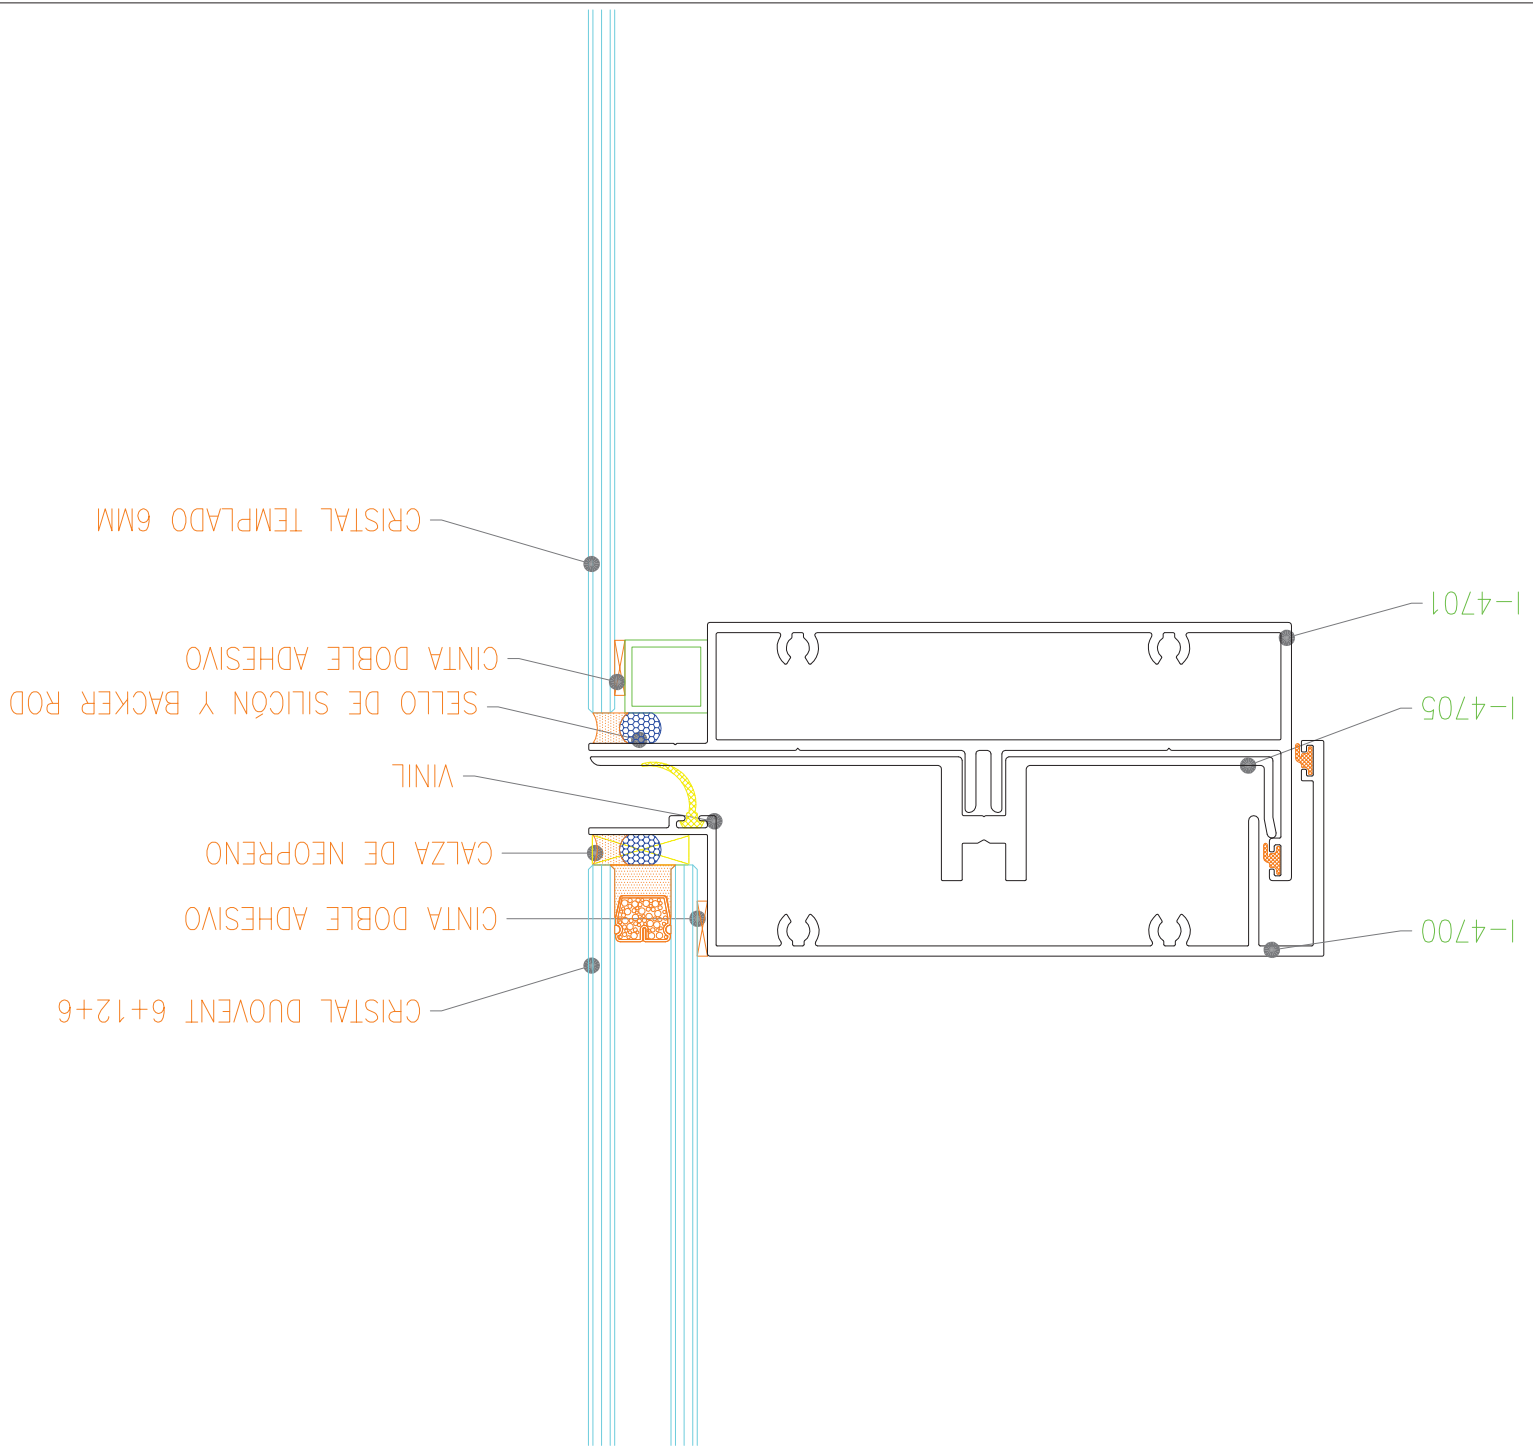 I-4700
I-4705
I-4701
CRISTAL DUOVENT 6+12+6
CINTA DOBLE ADHESIVO
CALZA DE NEOPRENO
VINIL
SELLO DE SILICÓN Y BACKER ROD
CINTA DOBLE ADHESIVO
CRISTAL TEMPLADO 6MM